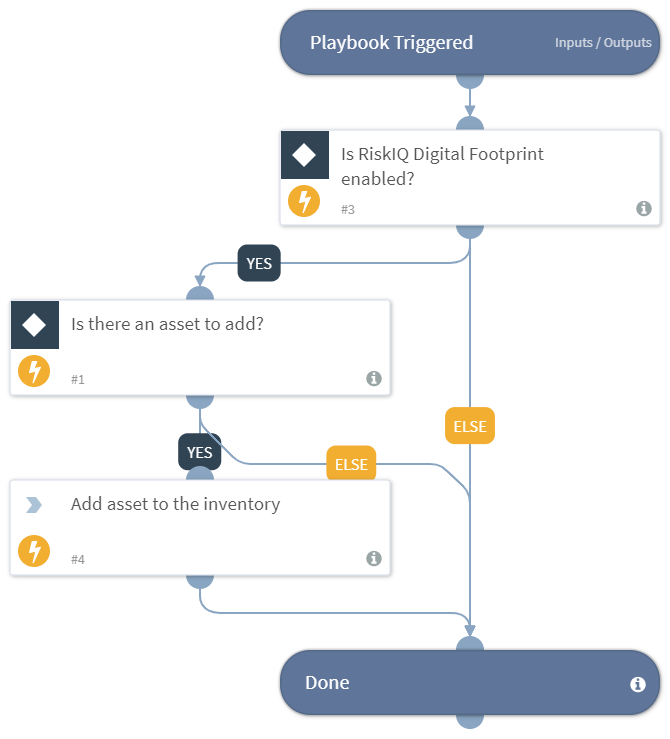 Playbook Triggered
Inputs / Outputs
Is RiskIQ Digital Footprint
enabled?
#3
YES
Is there an asset to add?
#1
ELSE
YES
ELSE
Add asset to the inventory
#4
Done